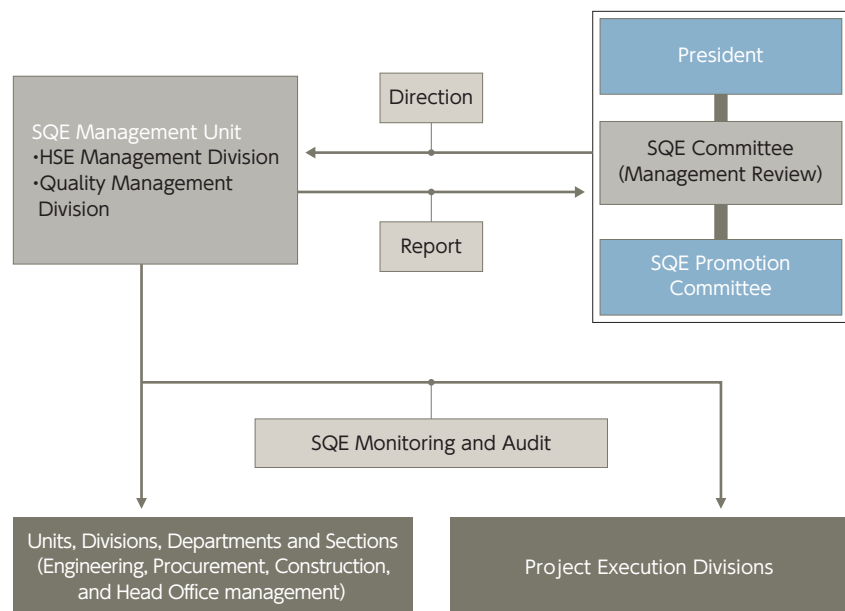 President
Direction
SQE Management Unit
・HSE Management Division
・Quality Management
Division
SQE Committee
(Management Review)
Report
SQE Promotion
Committee
SQE Monitoring and Audit
Units, Divisions, Departments and Sections
(Engineering, Procurement, Construction,
and Head Office management)
Project Execution Divisions